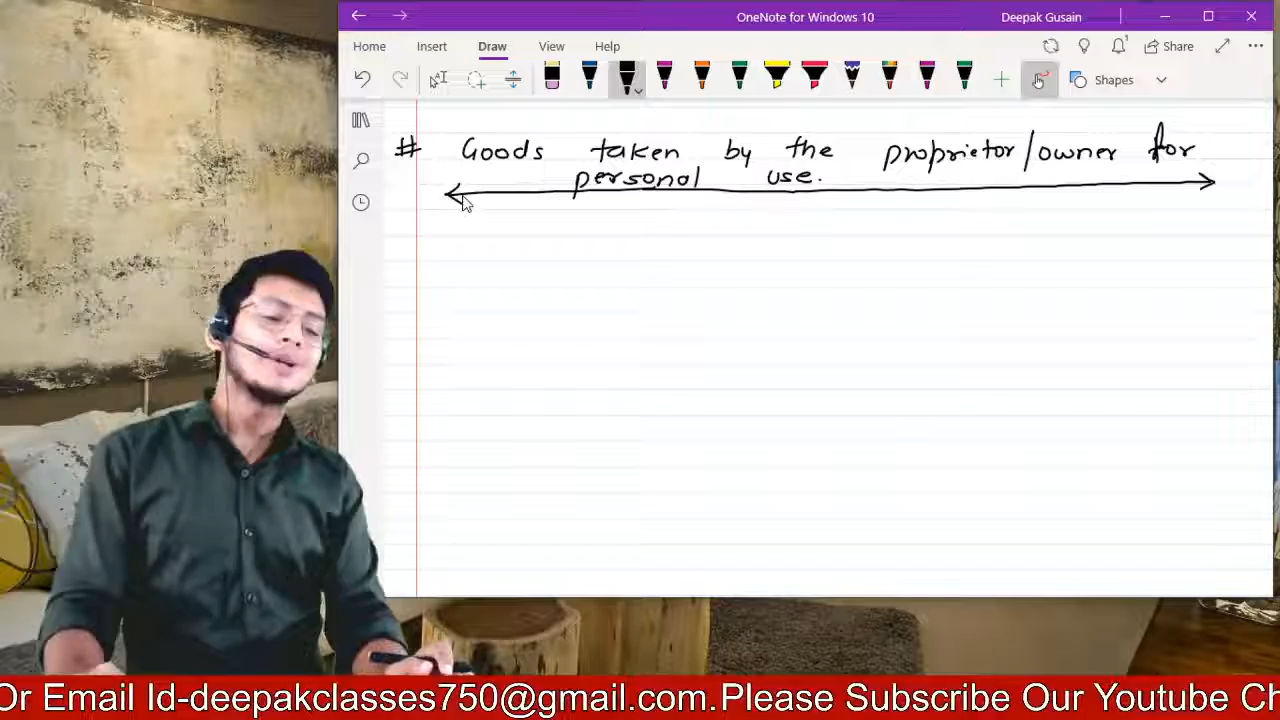 OneNote for Windows 10
Deepak Gusain
Home Insert Draw View Help
Share
Shapes
# Goods taken by the proprietor/owner for
personal use.
Or Email Id-deepakclasses750@gmail.com.Please Subscribe Our Youtube Ch